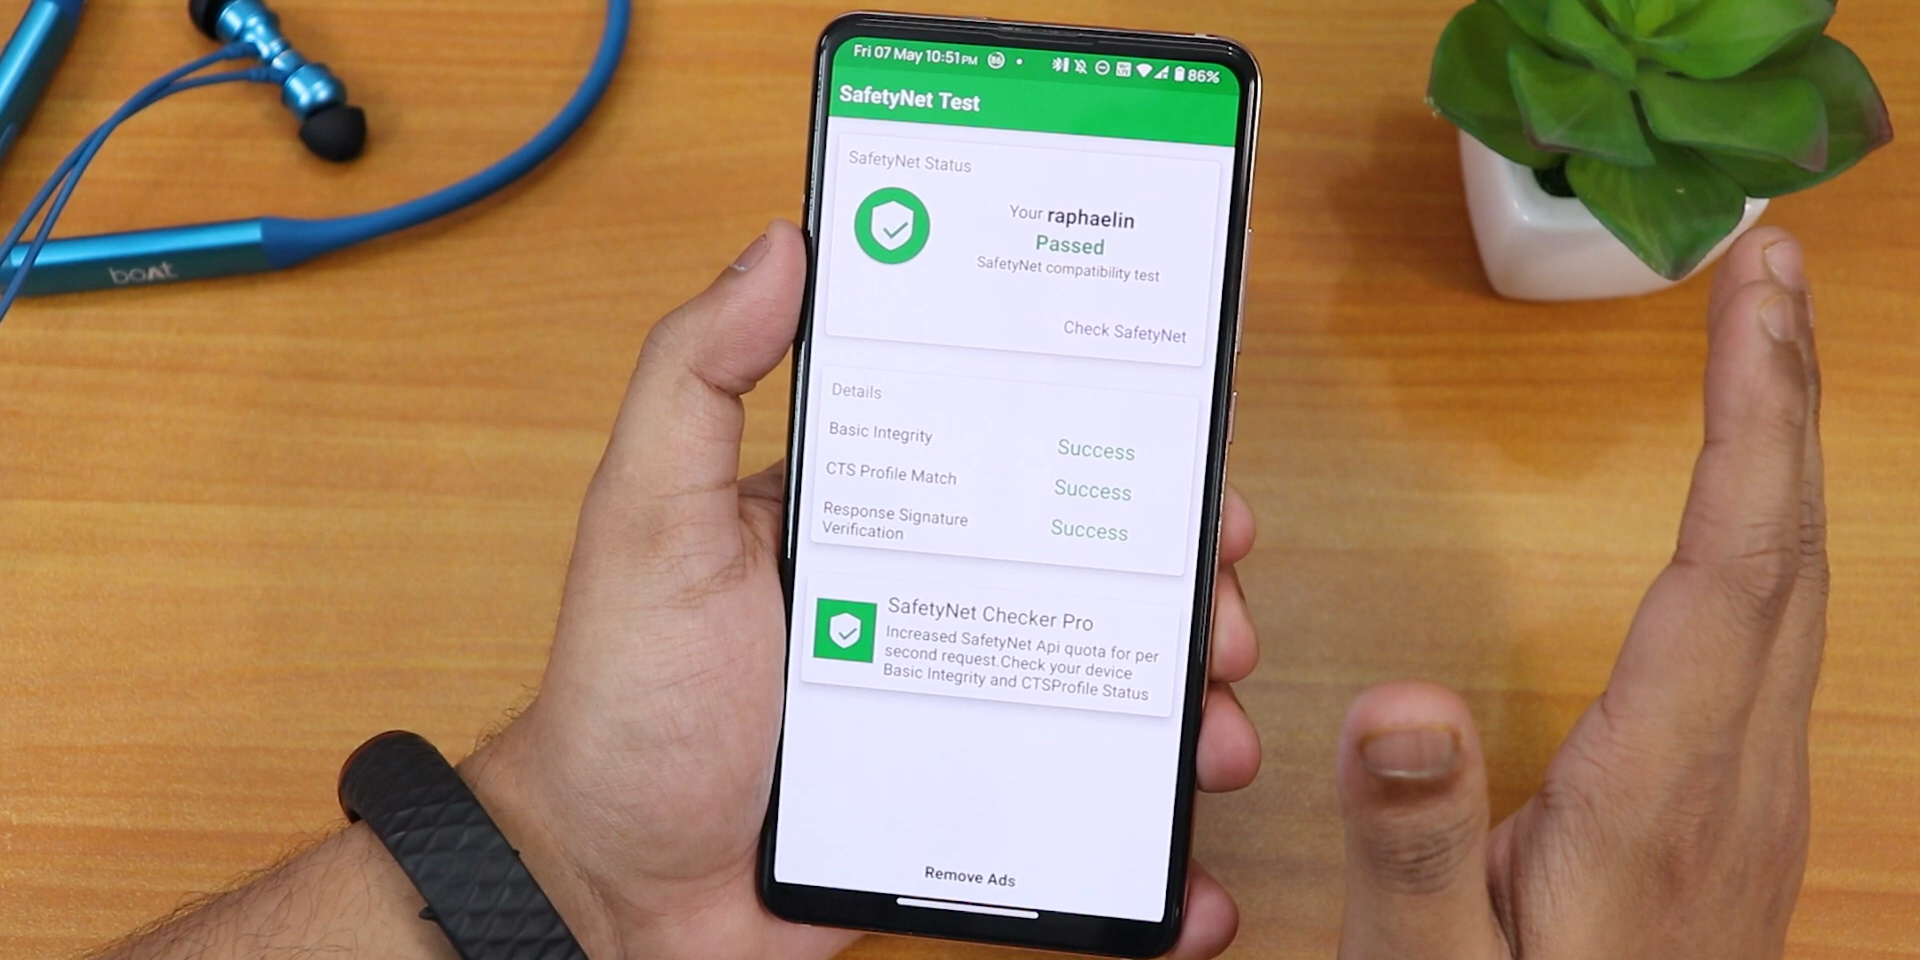 Fri 07 May 10:51PM 86%
SafetyNet Test
SafetyNet Status
Your raphaelin
Passed
SafetyNet compatibility test
Check SafetyNet
Details
Basic Integrity Success
CTS Profile Match Success
Response Signature Success
Verification
SafetyNet Checker Pro
Increased SafetyNet Api quota for per
second request.Check your device
Basic Integrity and CTSProfile Status
Remove Ads
boAt